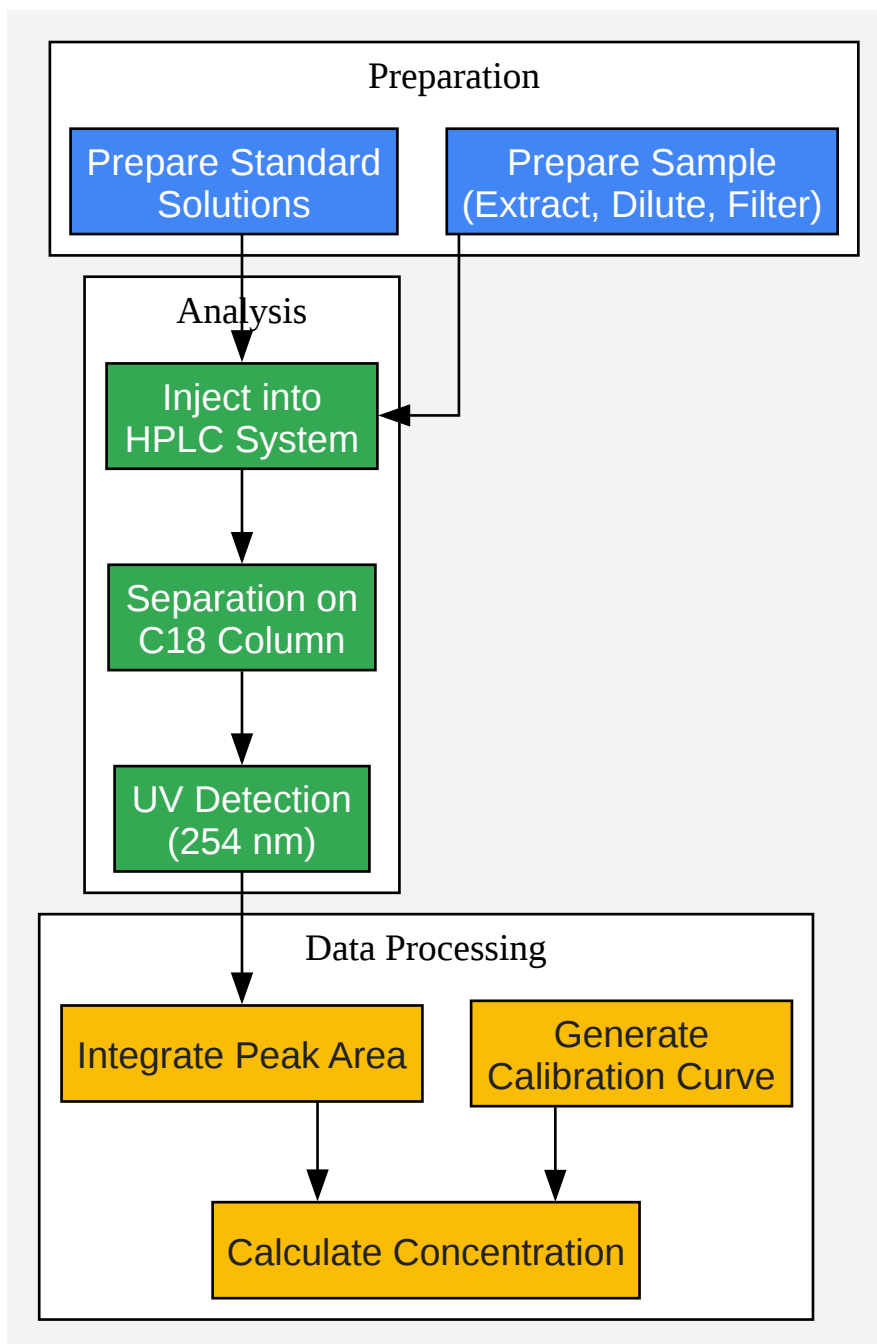 Preparation
Prepare Standard
Solutions
Prepare Sample
(Extract, Dilute, Filter)
Analysis
Inject into
HPLC System
Separation on
C18 Column
UV Detection
(254 nm)
Data Processing
Integrate Peak Area
Generate
Calibration Curve
Calculate Concentration